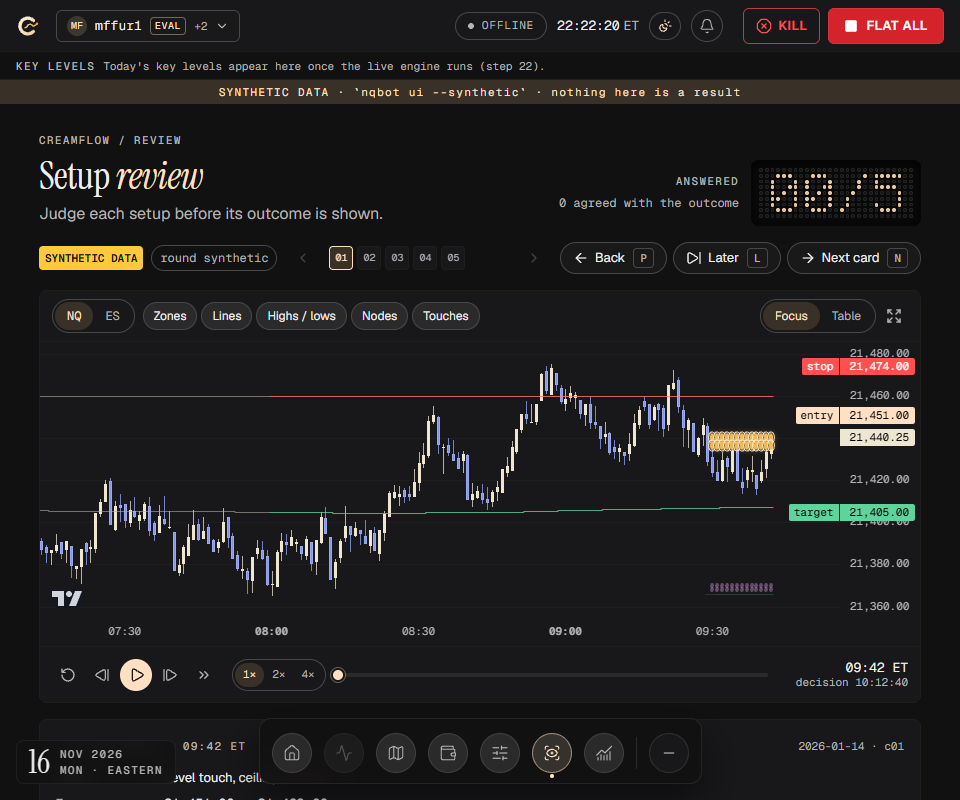 MF mffur1 EVAL +2
OFFLINE
22:22:20 ET
KILL
FLAT ALL
KEY LEVELS Today's key levels appear here once the live engine runs (step 22).
SYNTHETIC DATA · `nqbot ui --synthetic` · nothing here is a result
CREAMFLOW / REVIEW
Setup review
Judge each setup before its outcome is shown.
ANSWERED
0 agreed with the outcome
00/5
SYNTHETIC DATA
round synthetic
01 02 03 04 05
Back P
Later L
Next card N
NQ ES
Zones
Lines
Highs / lows
Nodes
Touches
Focus Table
21,480.00
stop 21,474.00
21,460.00
entry 21,451.00
21,440.25
21,420.00
target 21,405.00
21,400.00
21,380.00
21,360.00
07:30 08:00 08:30 09:00 09:30
1× 2× 4×
09:42 ET
decision 10:12:40
09:42 ET
2026-01-14 · c01
16 NOV 2026
MON · EASTERN
evel touch,